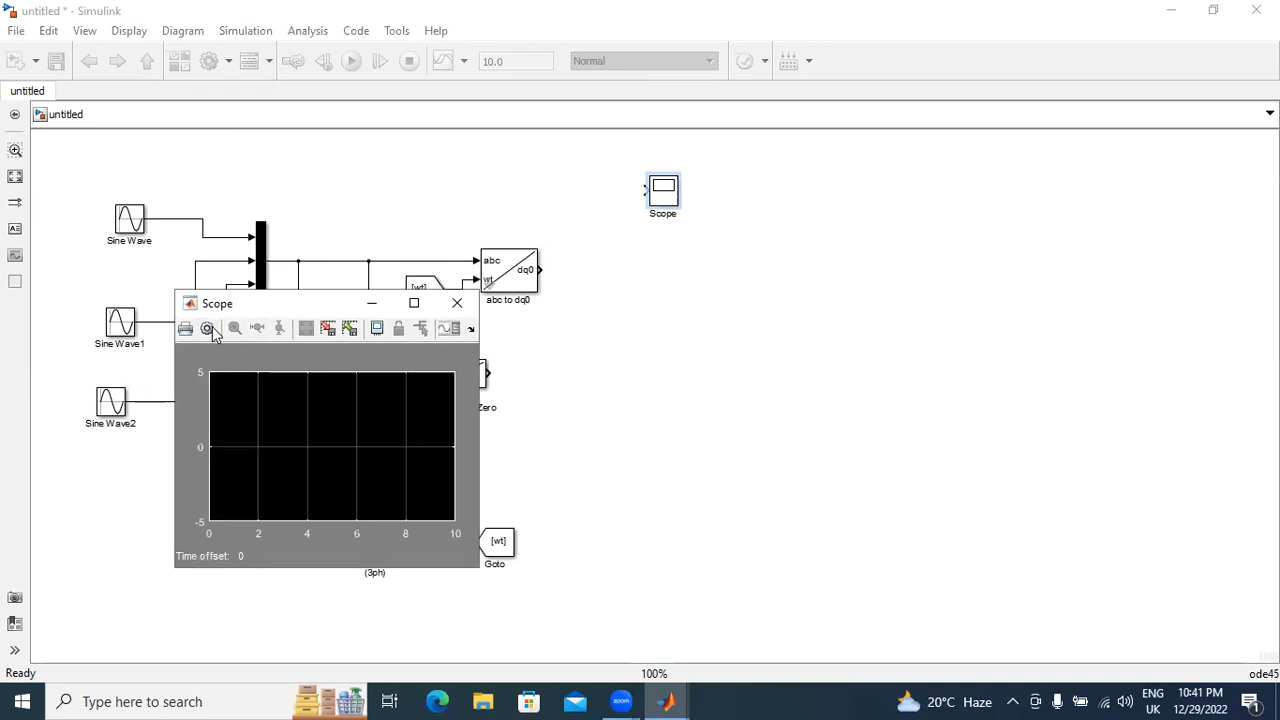 untitled * - Simulink
File Edit View Display Diagram Simulation Analysis Code Tools Help
10.0
Normal
untitled
untitled
Scope
Sine Wave
abc
wt
dq0
[wt]
abc to dq0
Scope
Sine Wave1
5
0
-5
0 2 4 6 8 10
Time offset: 0
Sine Wave2
Zero
[wt]
Goto
(3ph)
Ready
100%
ode45
Type here to search
zoom
20°C Haze
ENG
UK
10:41 PM
12/29/2022
1